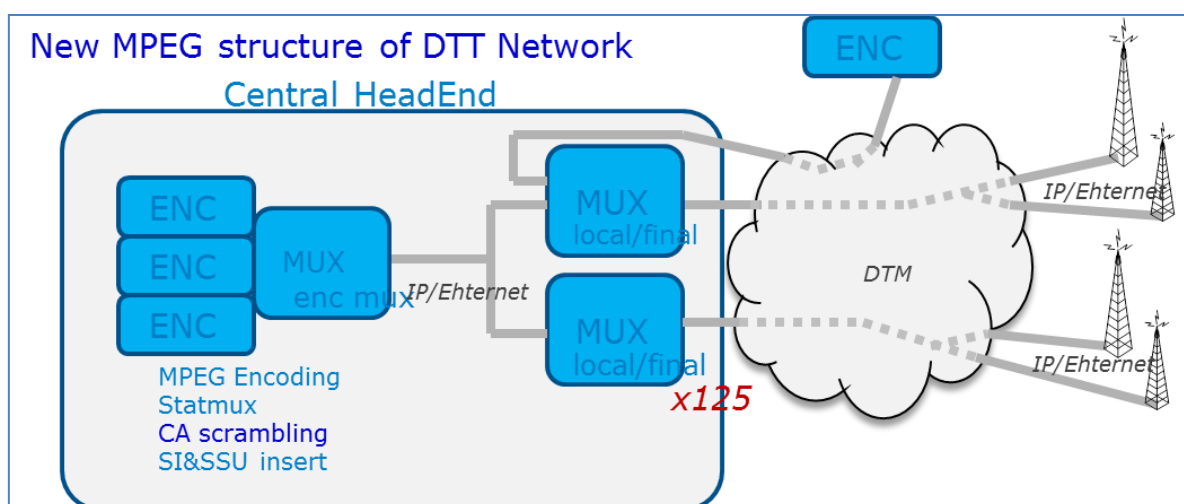 New MPEG structure of DTT Network
ENC
Central HeadEnd
ENC
ENC
ENC
MUX
enc mux
IP/Ehternet
MUX
local/final
MUX
local/final
x125
DTM
IP/Ehternet
IP/Ehternet
MPEG Encoding
Statmux
CA scrambling
SI&SSU insert